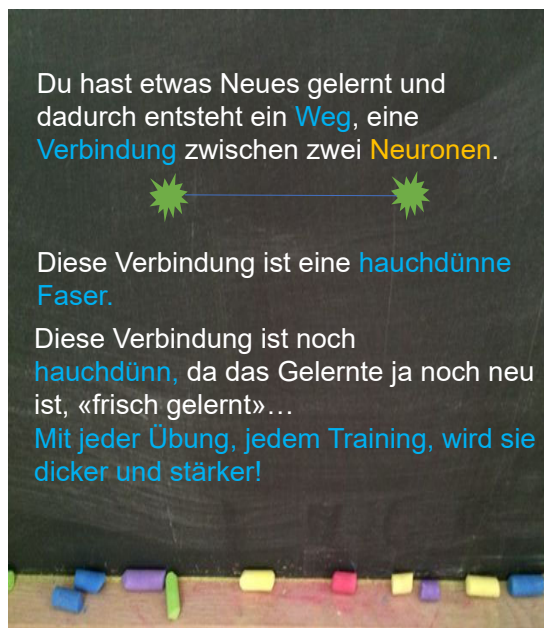 Du hast etwas Neues gelernt und
dadurch entsteht ein Weg, eine
Verbindung zwischen zwei Neuronen.
Diese Verbindung ist eine hauchdünne
Faser.
Diese Verbindung ist noch
hauchdünn, da das Gelernte ja noch neu
ist, «frisch gelernt»…
Mit jeder Übung, jedem Training, wird sie
dicker und stärker!